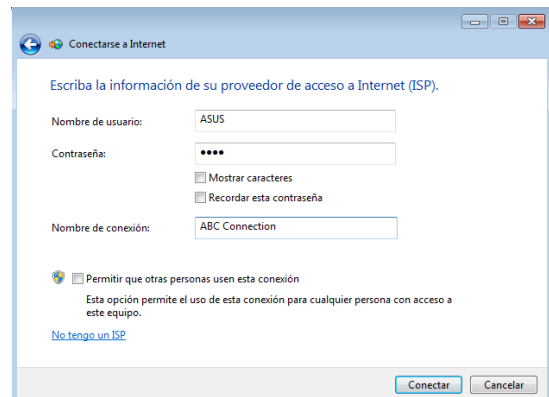 Conectarse a Internet
Escriba la información de su proveedor de acceso a Internet (ISP).
Nombre de usuario: ASUS
Contraseña: ••••
Mostrar caracteres
Recordar esta contraseña
Nombre de conexión: ABC Connection
Permitir que otras personas usen esta conexión
Esta opción permite el uso de esta conexión para cualquier persona con acceso a
este equipo.
No tengo un ISP
Conectar Cancelar